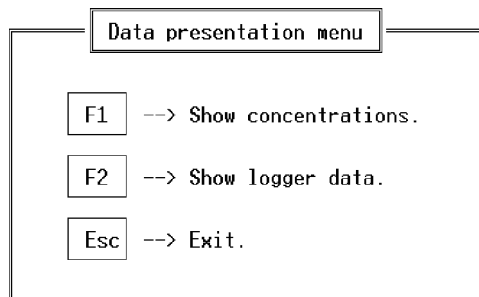 Data presentation menu
F1 --> Show concentrations.
F2 --> Show logger data.
Esc --> Exit.